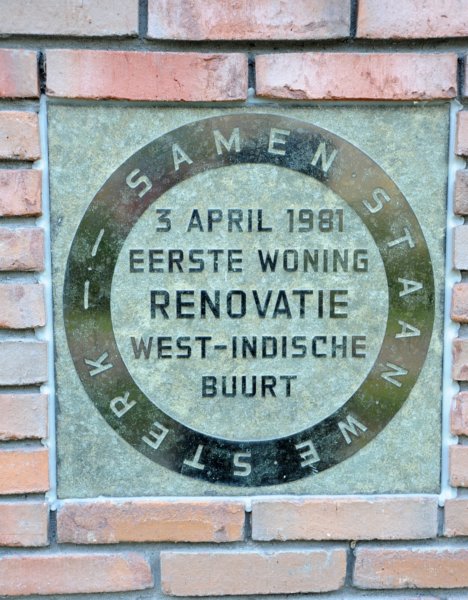 SAMEN STAAN WE STERK
3 APRIL 1981
EERSTE WONING
RENOVATIE
WEST-INDISCHE
BUURT